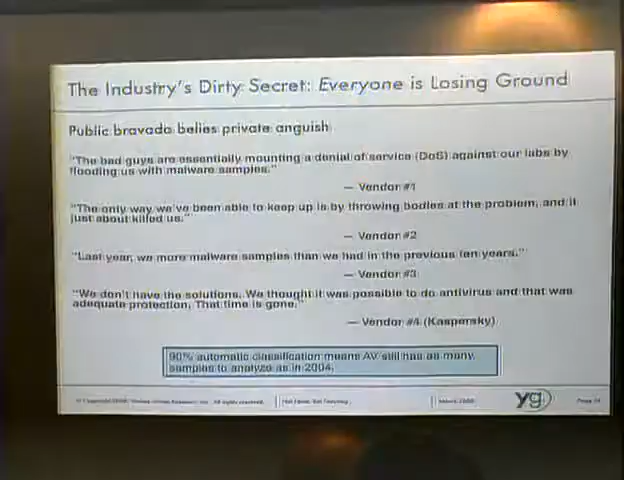 The Industry's Dirty Secret: Everyone is Losing Ground
Public bravado belies private anguish
"The bad guys are essentially mounting a denial of service (DoS) against our labs by
flooding us with malware samples."
— Vendor #1
"The only way we've been able to keep up is by throwing bodies at the problem, and it
just about killed us."
— Vendor #2
"Last year, we more malware samples than we had in the previous ten years."
— Vendor #3
"We don't have the solutions. We thought it was possible to do antivirus and that was
adequate protection. That time is gone."
— Vendor #4 (Kaspersky)
90% automatic classification means AV still has as many
samples to analyze as in 2004.
All rights reserved.
yg
Page